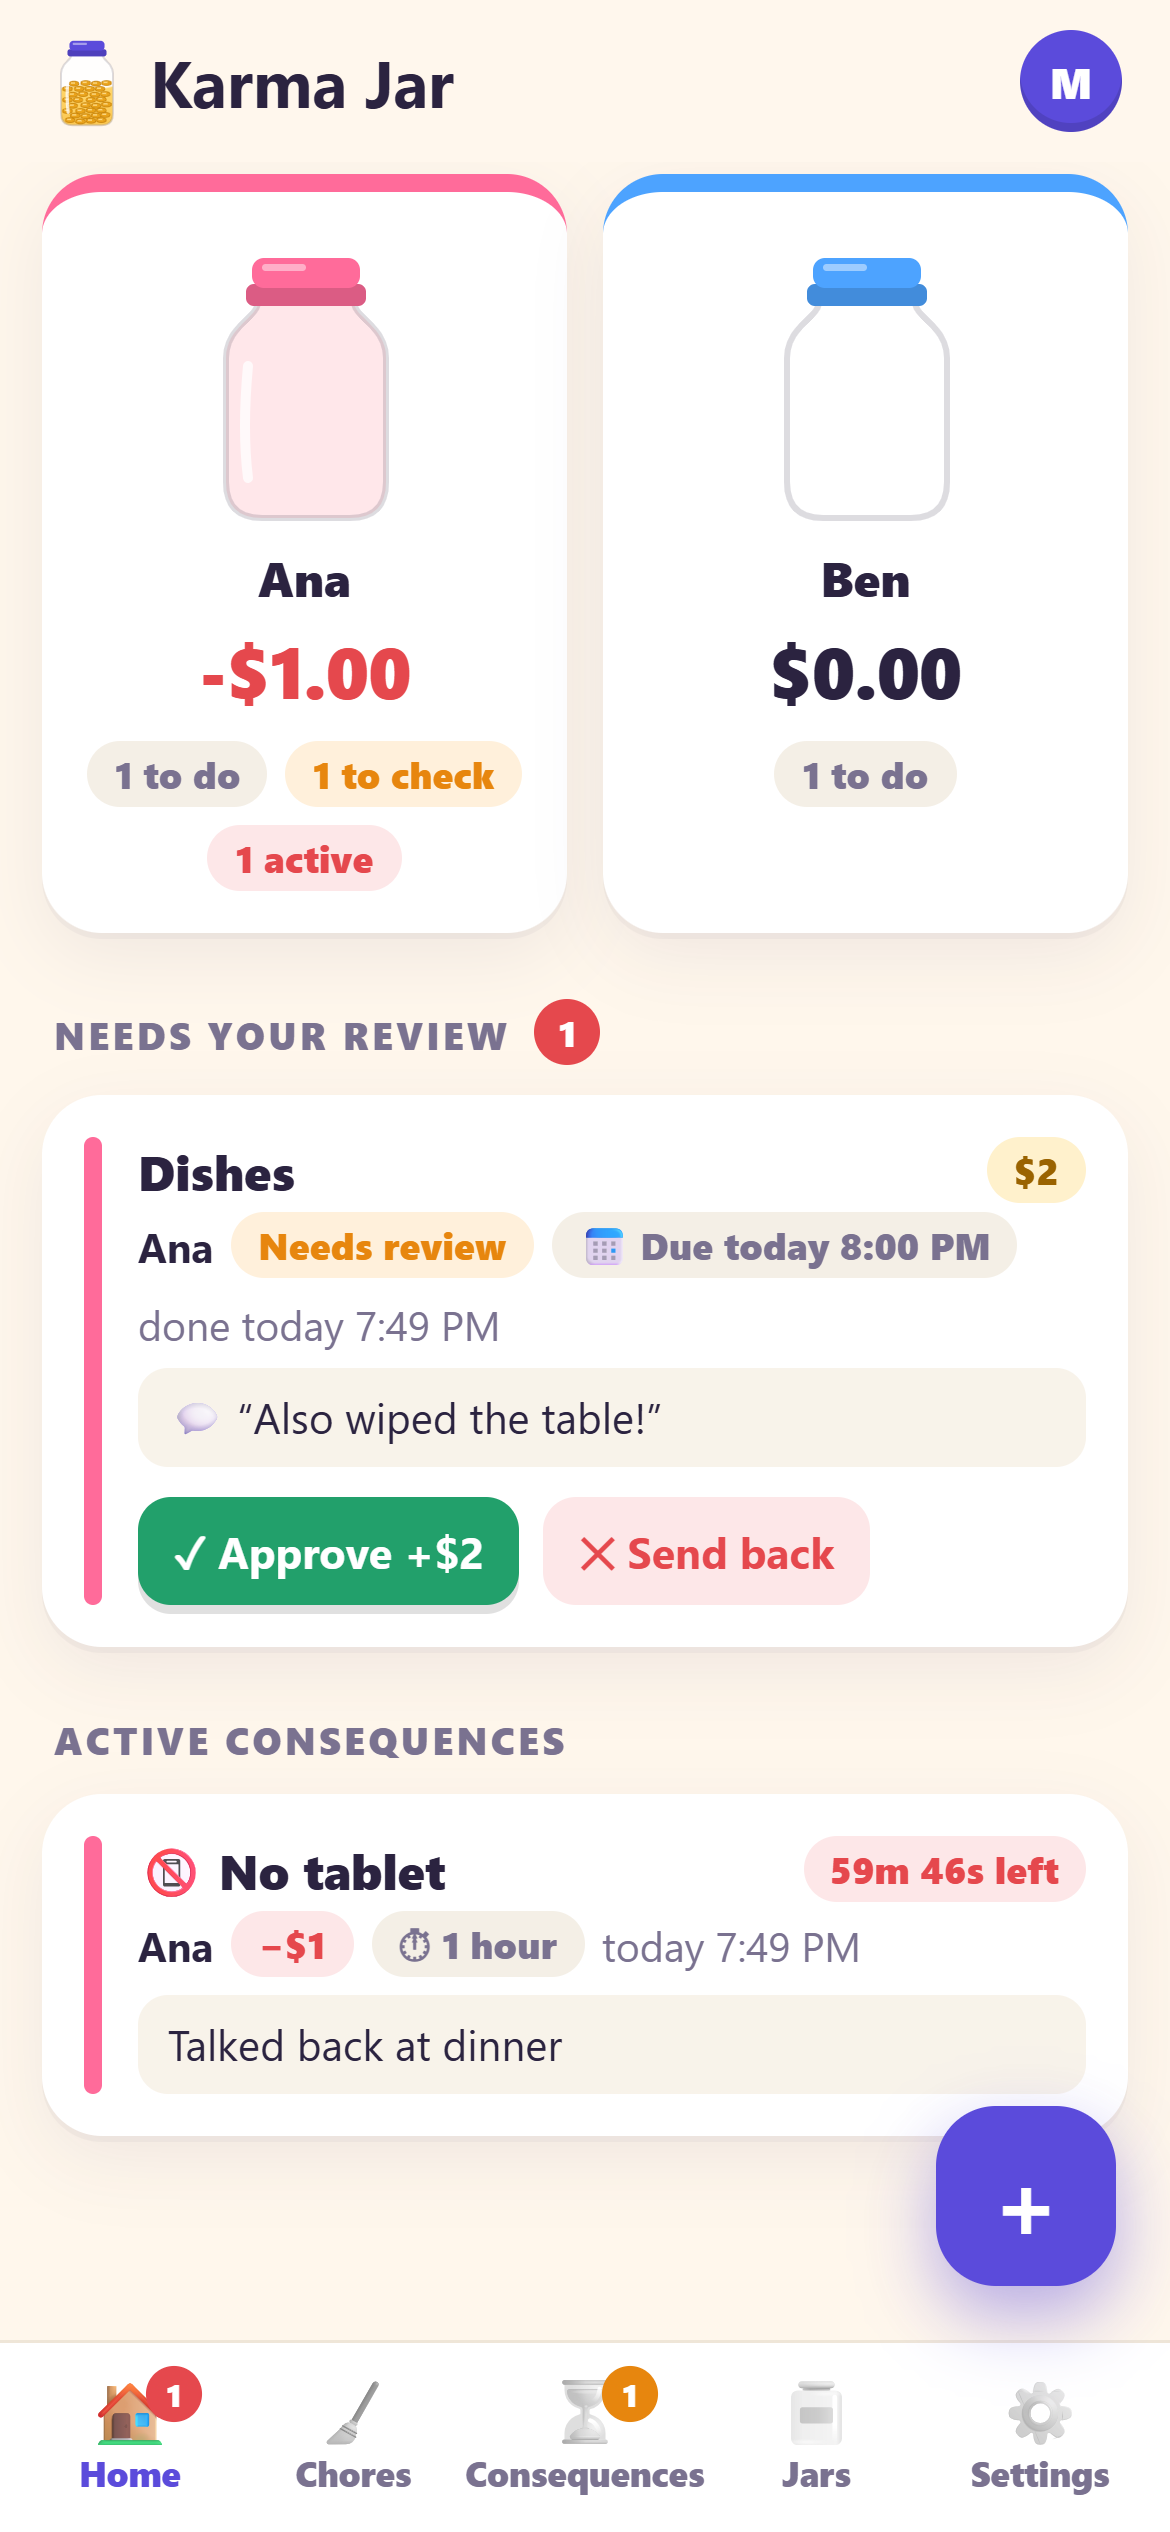 Karma Jar
M
Ana
-$1.00
1 to do
1 to check
1 active
Ben
$0.00
1 to do
NEEDS YOUR REVIEW 1
Dishes
$2
Ana Needs review Due today 8:00 PM
done today 7:49 PM
“Also wiped the table!”
✓ Approve +$2
✕ Send back
ACTIVE CONSEQUENCES
No tablet
59m 46s left
Ana −$1 ⏱ 1 hour today 7:49 PM
Talked back at dinner
+
1
1
Home
Chores
Consequences
Jars
Settings